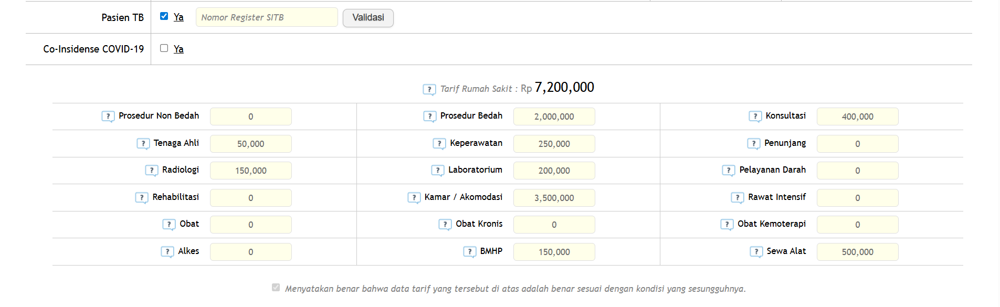 Pasien TB Ya Nomor Register SITB Validasi
Co-Insidense COVID-19 Ya
? Tarif Rumah Sakit : Rp 7,200,000
? Prosedur Non Bedah 0 ? Prosedur Bedah 2,000,000 ? Konsultasi 400,000
? Tenaga Ahli 50,000 ? Keperawatan 250,000 ? Penunjang 0
? Radiologi 150,000 ? Laboratorium 200,000 ? Pelayanan Darah 0
? Rehabilitasi 0 ? Kamar / Akomodasi 3,500,000 ? Rawat Intensif 0
? Obat 0 ? Obat Kronis 0 ? Obat Kemoterapi 0
? Alkes 0 ? BMHP 150,000 ? Sewa Alat 500,000
Menyatakan benar bahwa data tarif yang tersebut di atas adalah benar sesuai dengan kondisi yang sesungguhnya.